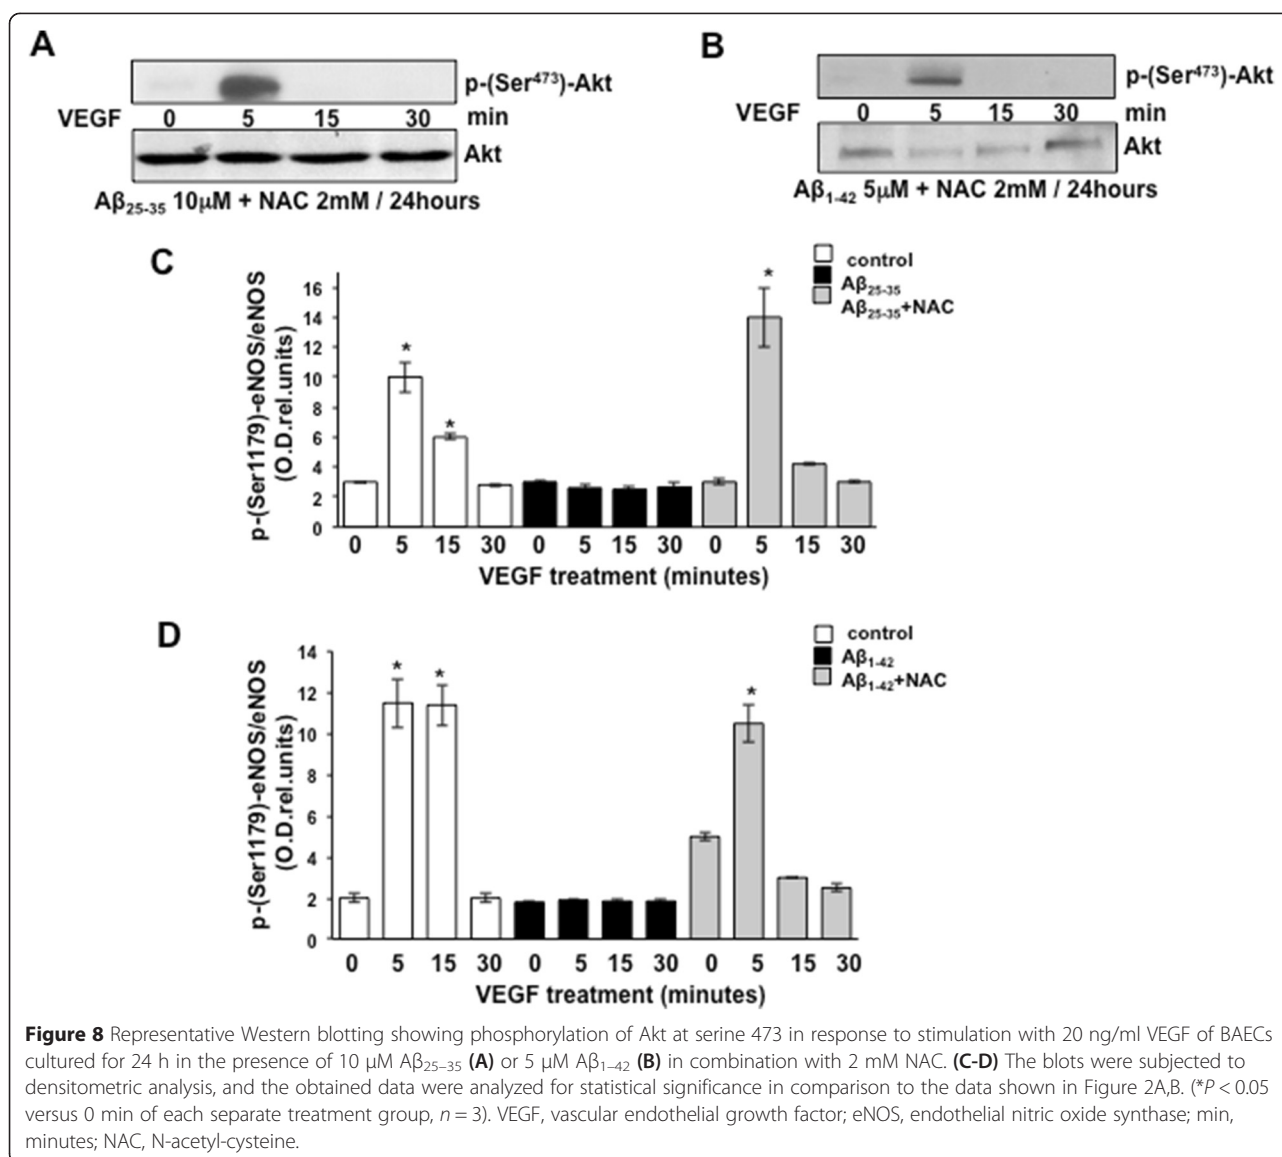 A
p-(Ser473)-Akt
VEGF 0 5 15 30 min
Akt
Aβ25-35 10μM + NAC 2mM / 24hours
B
p-(Ser473)-Akt
VEGF 0 5 15 30 min
Akt
Aβ1-42 5μM + NAC 2mM / 24hours
C
control
Aβ25-35
Aβ25-35+NAC
p-(Ser1179)-eNOS/eNOS
(O.D.rel.units)
16
14
12
10
8
6
4
2
0
* * *
0 5 15 30 0 5 15 30 0 5 15 30
VEGF treatment (minutes)
D
control
Aβ1-42
Aβ1-42+NAC
p-(Ser1179)-eNOS/eNOS
(O.D.rel.units)
14
12
10
8
6
4
2
0
* * *
0 5 15 30 0 5 15 30 0 5 15 30
VEGF treatment (minutes)
Figure 8 Representative Western blotting showing phosphorylation of Akt at serine 473 in response to stimulation with 20 ng/ml VEGF of BAECs
cultured for 24 h in the presence of 10 μM Aβ25–35 (A) or 5 μM Aβ1–42 (B) in combination with 2 mM NAC. (C-D) The blots were subjected to
densitometric analysis, and the obtained data were analyzed for statistical significance in comparison to the data shown in Figure 2A,B. (*P < 0.05
versus 0 min of each separate treatment group, n = 3). VEGF, vascular endothelial growth factor; eNOS, endothelial nitric oxide synthase; min,
minutes; NAC, N-acetyl-cysteine.